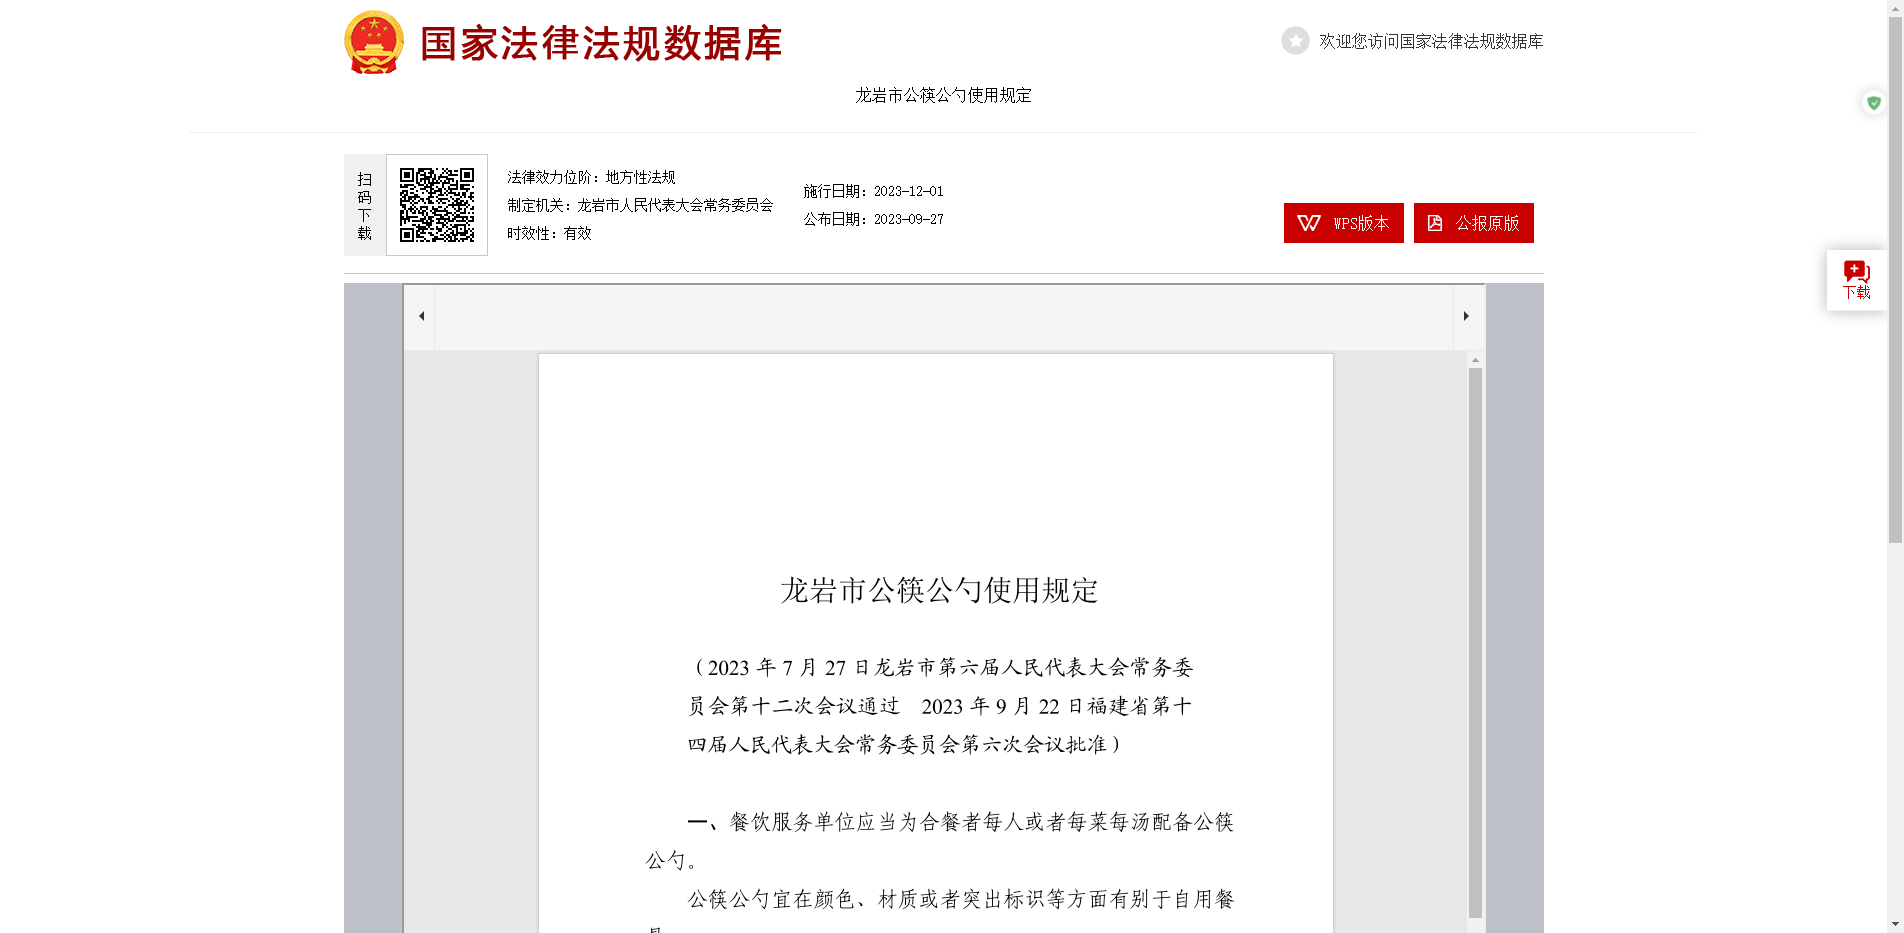 国家法律法规数据库
欢迎您访问国家法律法规数据库
龙岩市公筷公勺使用规定
扫码下载
法律效力位阶：地方性法规
制定机关：龙岩市人民代表大会常务委员会
时效性：有效
施行日期：2023-12-01
公布日期：2023-09-27
WPS版本
公报原版
下载
龙岩市公筷公勺使用规定
（2023 年 7 月 27 日龙岩市第六届人民代表大会常务委
员会第十二次会议通过　2023 年 9 月 22 日福建省第十
四届人民代表大会常务委员会第六次会议批准）
一、餐饮服务单位应当为合餐者每人或者每菜每汤配备公筷
公勺。
公筷公勺宜在颜色、材质或者突出标识等方面有别于自用餐